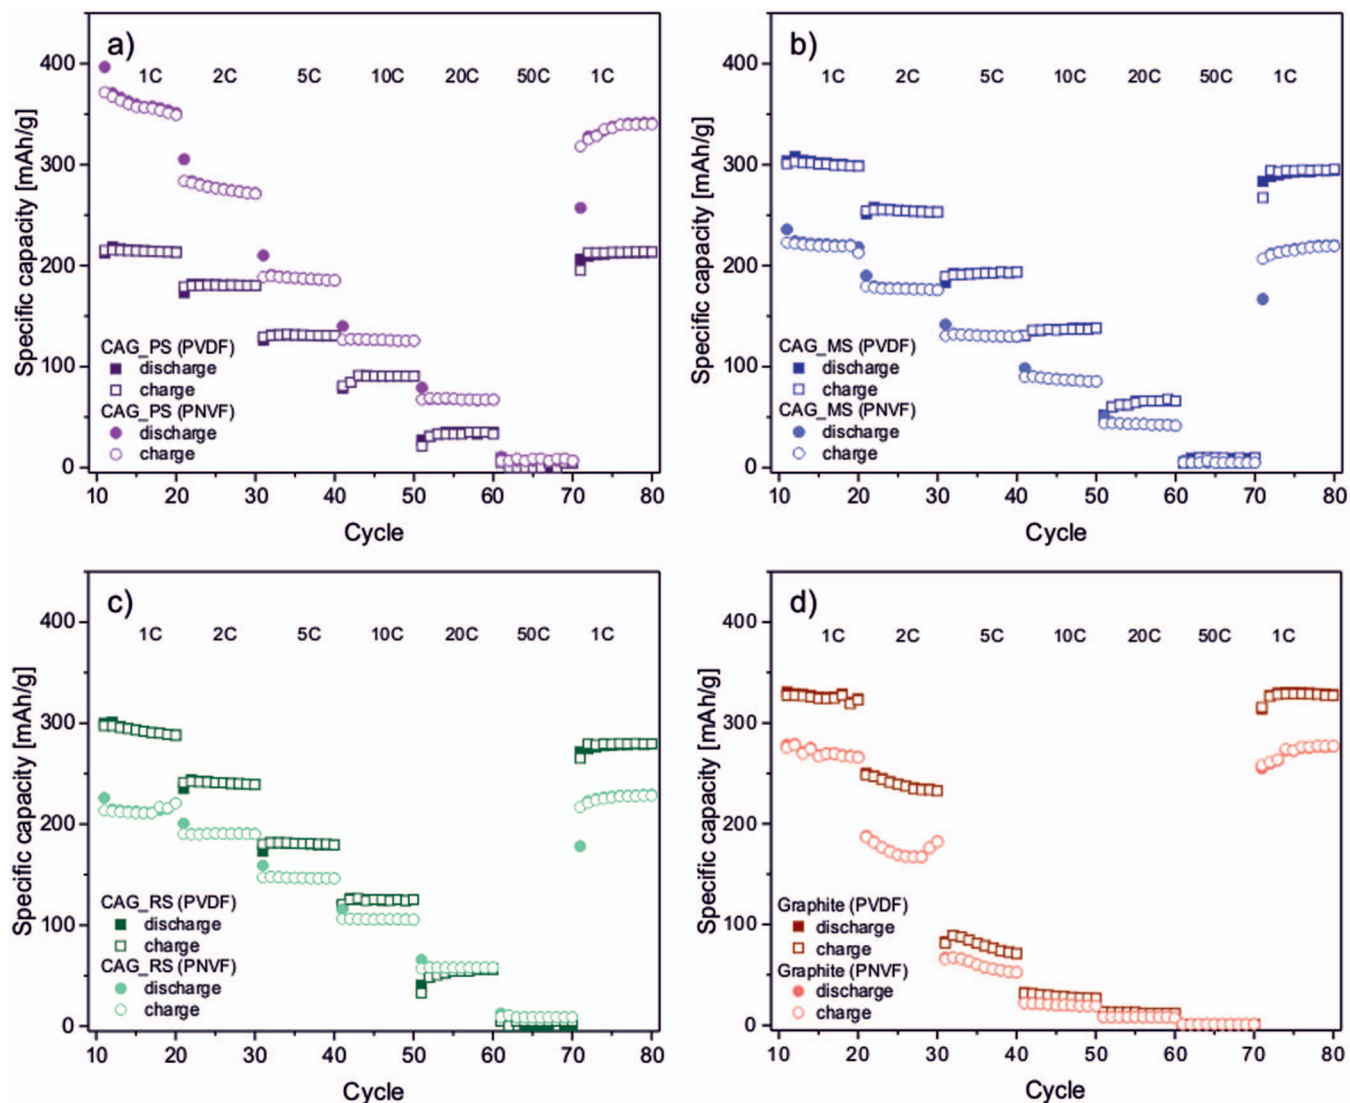 a)
1C 2C 5C 10C 20C 50C 1C
400
300
200
100
0
Specific capacity [mAh/g]
CAG_PS (PVDF)
discharge
charge
CAG_PS (PNVF)
discharge
charge
10 20 30 40 50 60 70 80
Cycle
b)
1C 2C 5C 10C 20C 50C 1C
400
300
200
100
0
Specific capacity [mAh/g]
CAG_MS (PVDF)
discharge
charge
CAG_MS (PNVF)
discharge
charge
10 20 30 40 50 60 70 80
Cycle
c)
1C 2C 5C 10C 20C 50C 1C
400
300
200
100
0
Specific capacity [mAh/g]
CAG_RS (PVDF)
discharge
charge
CAG_RS (PNVF)
discharge
charge
10 20 30 40 50 60 70 80
Cycle
d)
1C 2C 5C 10C 20C 50C 1C
400
300
200
100
0
Specific capacity [mAh/g]
Graphite (PVDF)
discharge
charge
Graphite (PNVF)
discharge
charge
10 20 30 40 50 60 70 80
Cycle